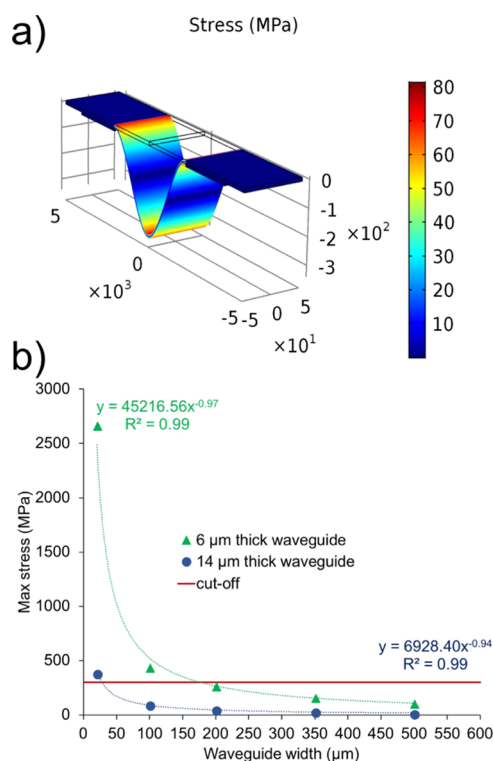 a)
Stress (MPa)
80
70
60
50
40
30
20
10
0
-1
-2
-3
×10²
5
0
-5
×10³
-5
0
5
×10¹
b)
3000
2500
2000
1500
1000
500
0
Max stress (MPa)
y = 45216.56x⁻⁰·⁹⁷
R² = 0.99
6 µm thick waveguide
14 µm thick waveguide
cut-off
y = 6928.40x⁻⁰·⁹⁴
R² = 0.99
0 50 100 150 200 250 300 350 400 450 500 550 600
Waveguide width (µm)